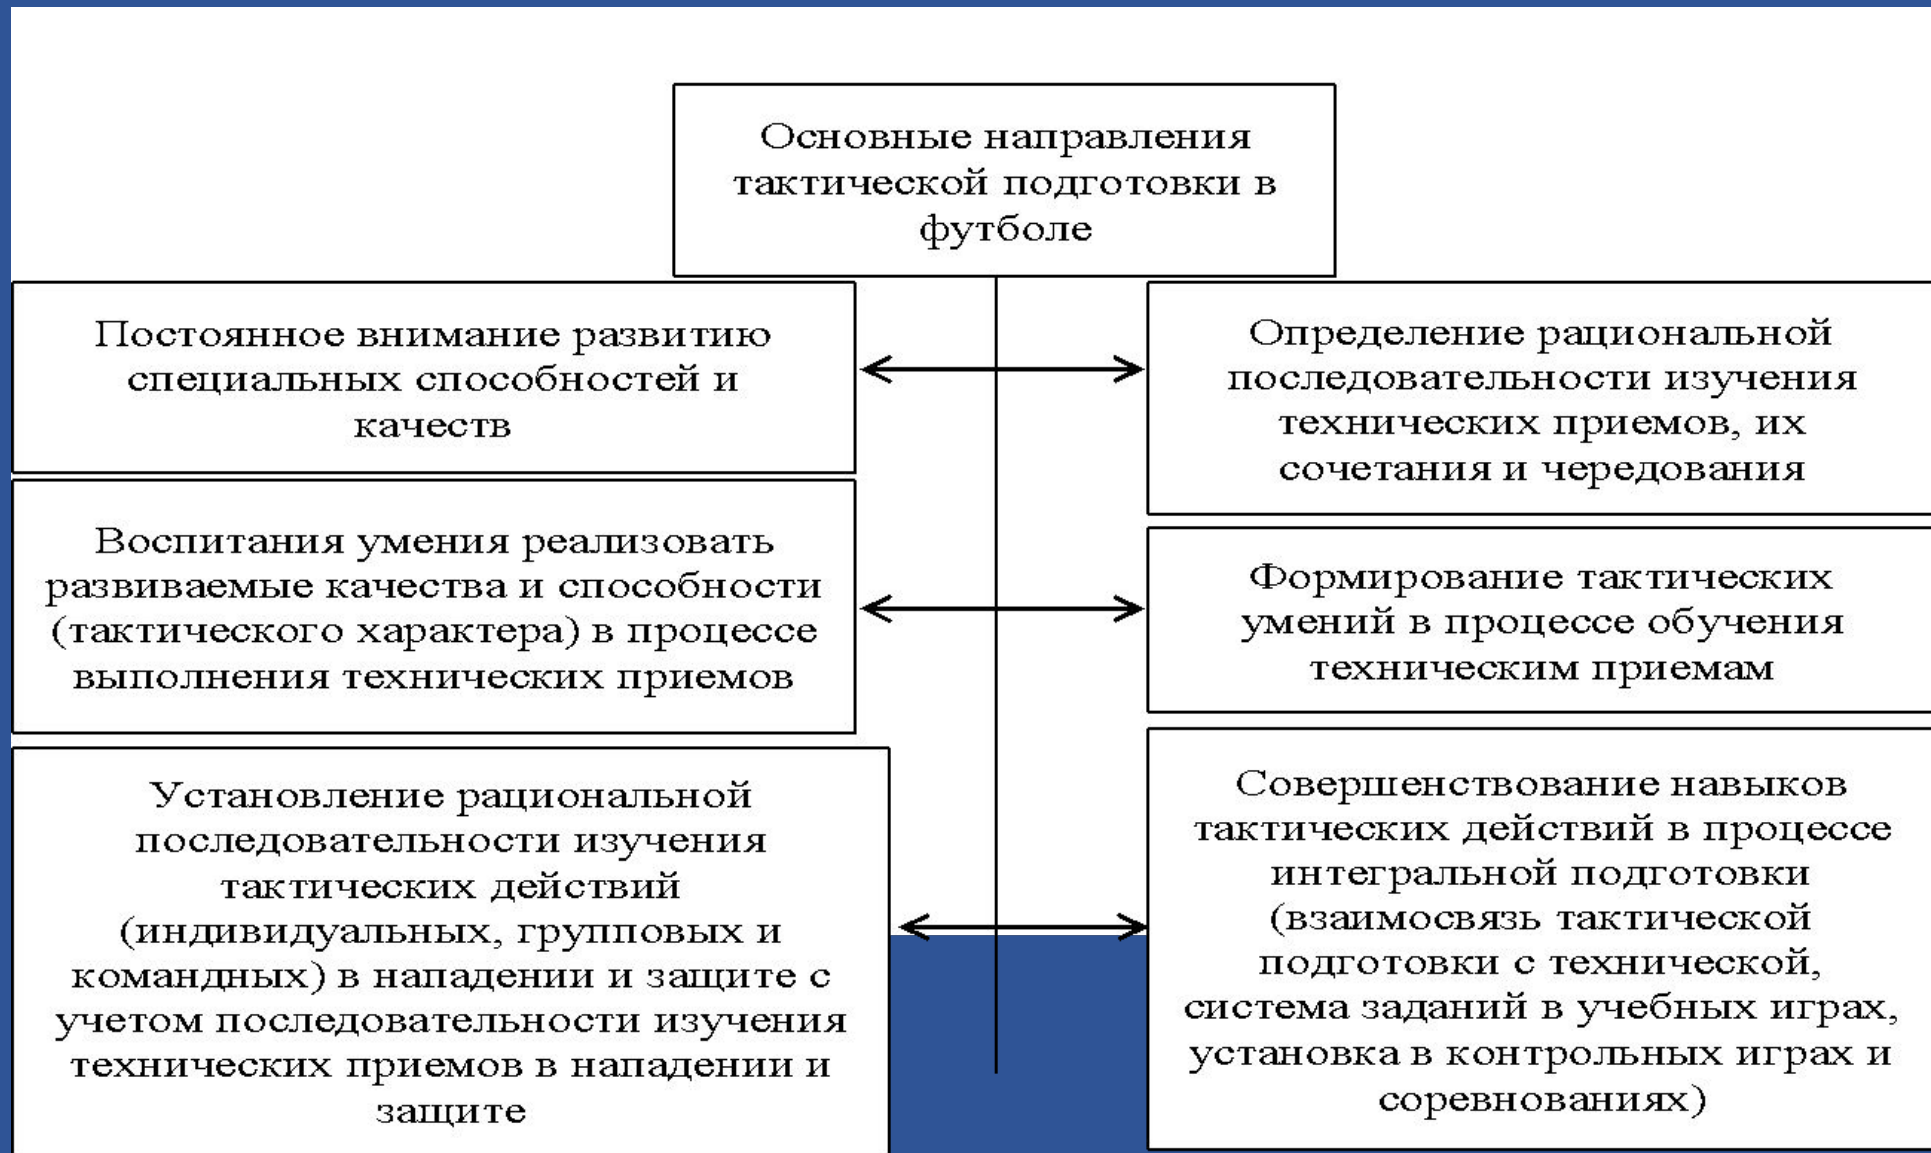 Основные направления
тактической подготовки в
футболе
Постоянное внимание развитию
специальных способностей и
качеств
Определение рациональной
последовательности изучения
технических приемов, их
сочетания и чередования
Воспитания умения реализовать
развиваемые качества и способности
(тактического характера) в процессе
выполнения технических приемов
Формирование тактических
умений в процессе обучения
техническим приемам
Установление рациональной
последовательности изучения
тактических действий
(индивидуальных, групповых и
командных) в нападении и защите с
учетом последовательности изучения
технических приемов в нападении и
защите
Совершенствование навыков
тактических действий в процессе
интегральной подготовки
(взаимосвязь тактической
подготовки с технической,
система заданий в учебных играх,
установка в контрольных играх и
соревнованиях)